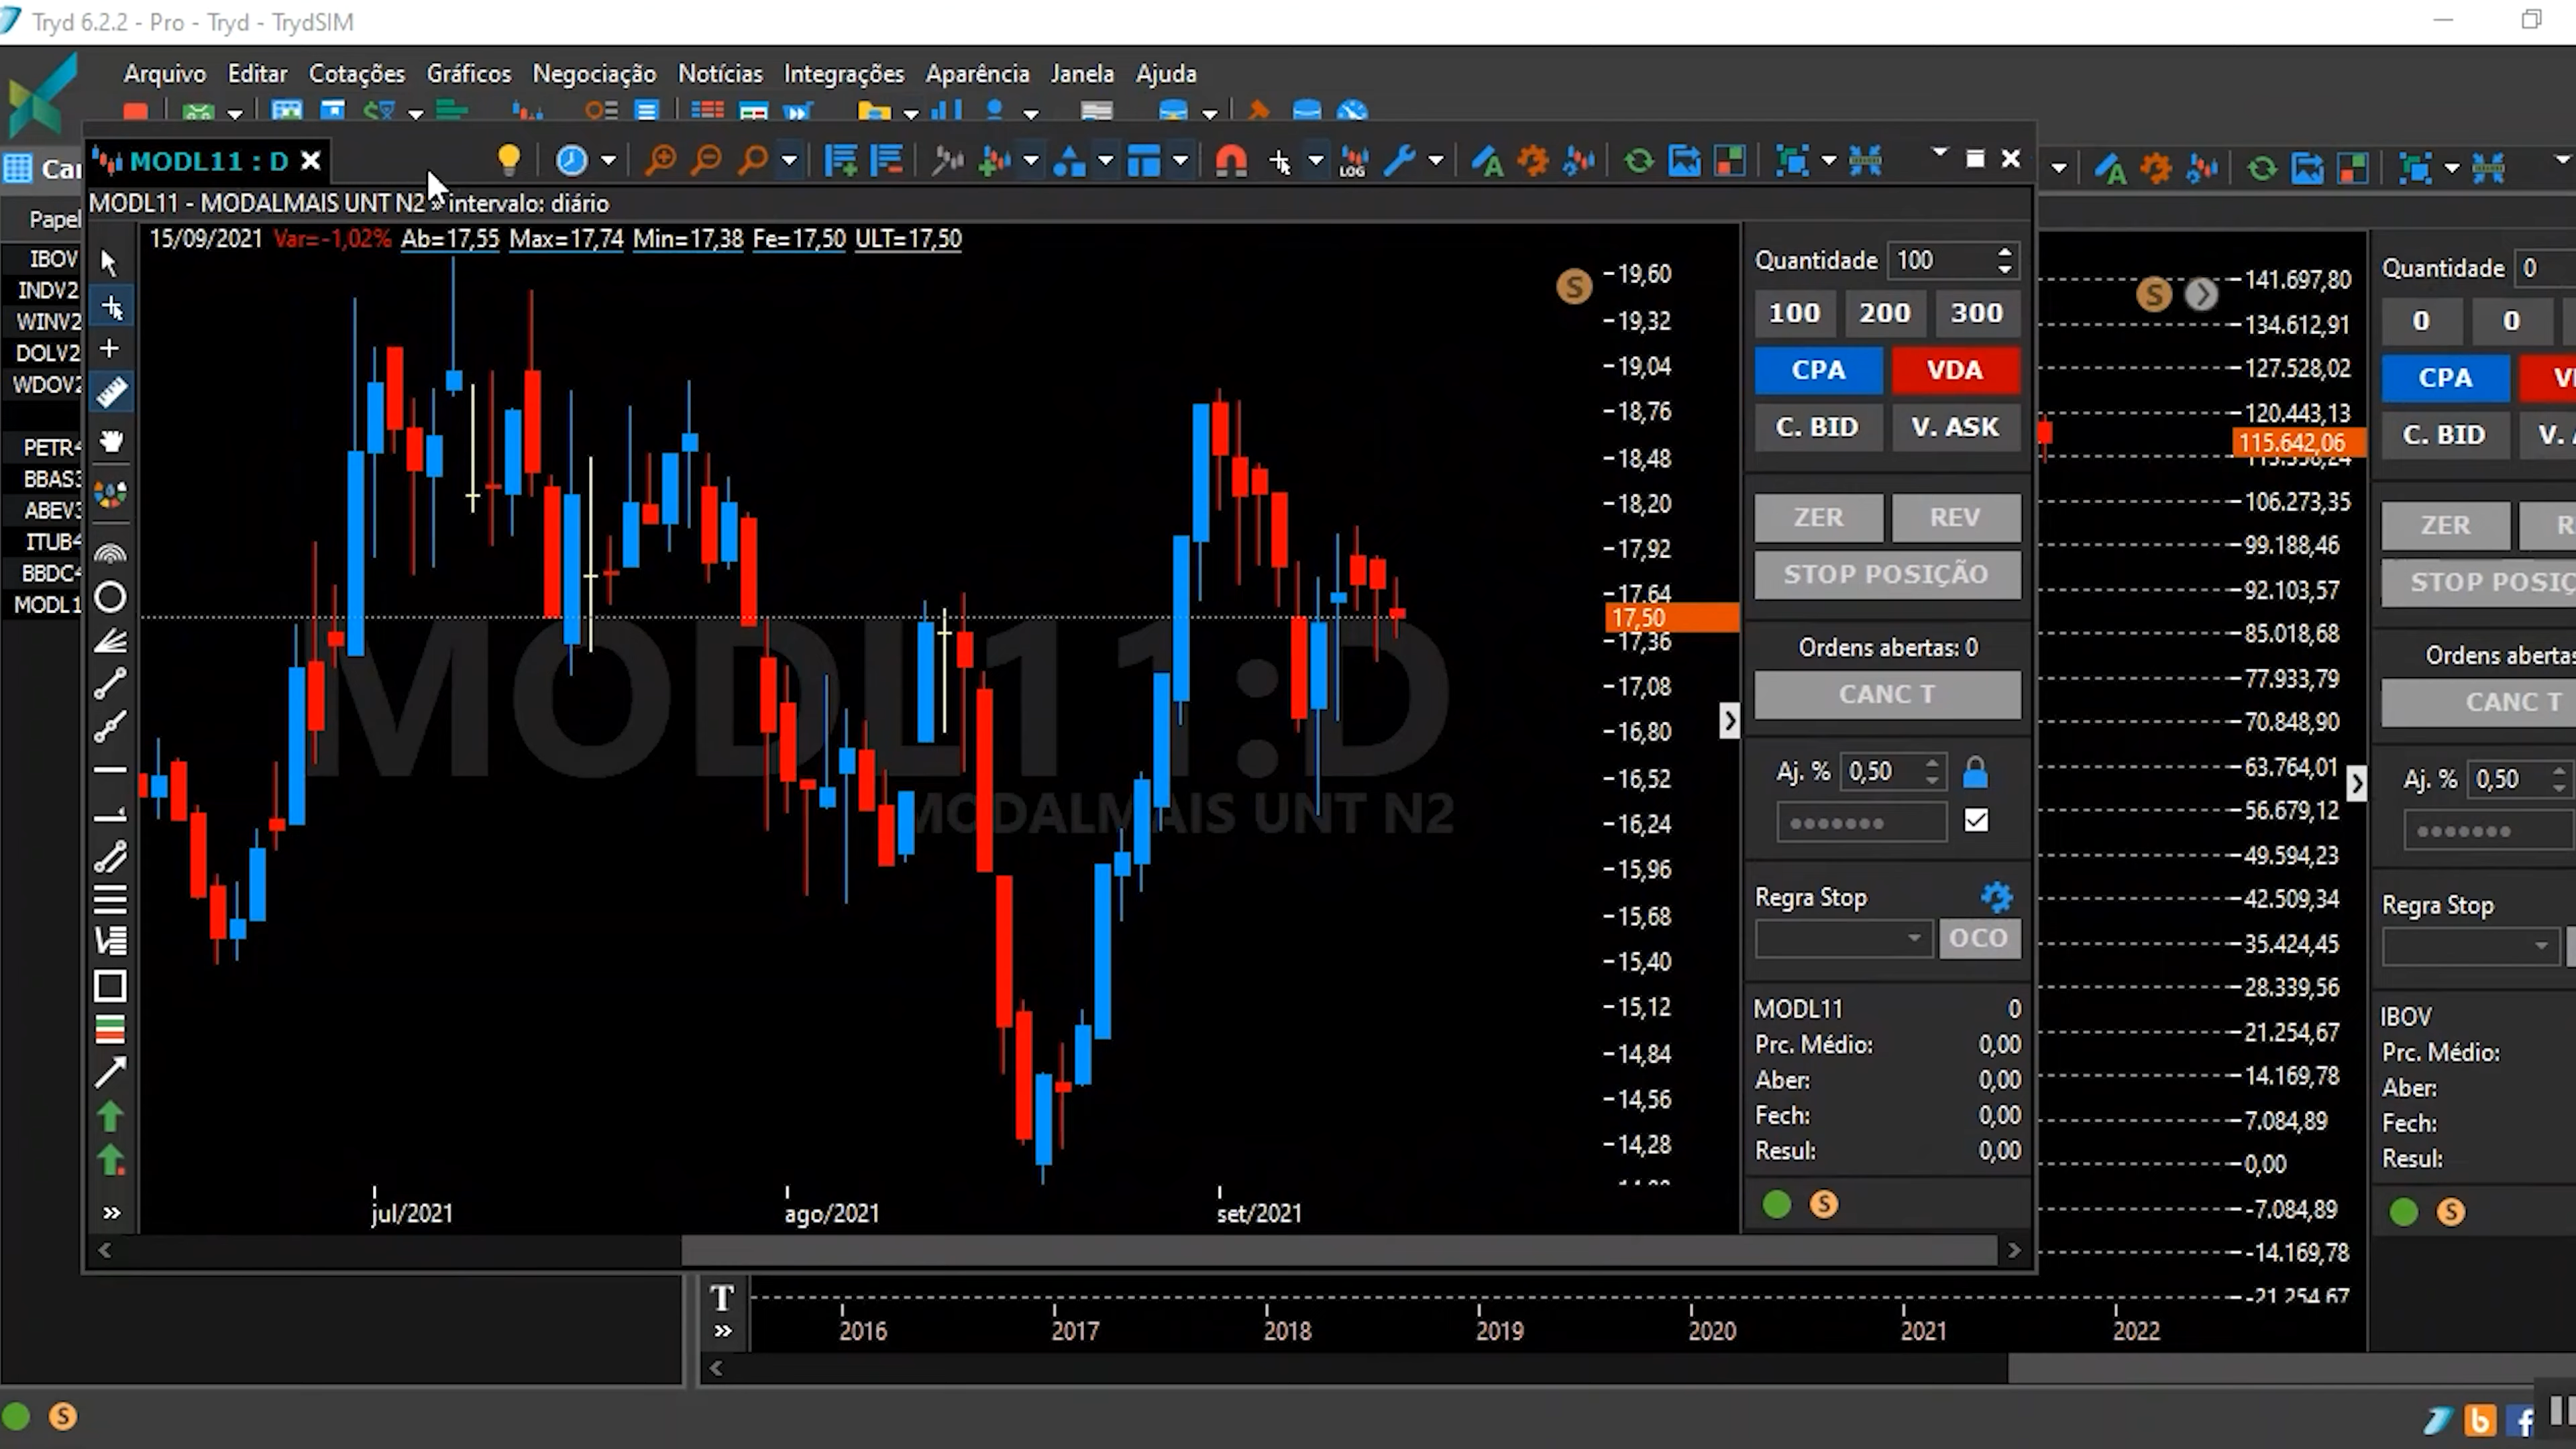 Tryd 6.2.2 - Pro - Tryd - TrydSIM
Arquivo Editar Cotações Gráficos Negociação Notícias Integrações Aparência Janela Ajuda
MODL11 : D
LOG
MODL11 - MODALMAIS UNT N2 » intervalo: diário
15/09/2021 Var=-1,02% Ab=17,55 Max=17,74 Min=17,38 Fe=17,50 ULT=17,50
Papel
IBOV
INDV2
WINV2
DOLV2
WDOV2
PETR4
BBAS3
ABEV3
ITUB4
BBDC4
MODL1
MODL11:D
MODALMAIS UNT N2
S
19,60
19,32
19,04
18,76
18,48
18,20
17,92
17,64
17,50
17,36
17,08
16,80
16,52
16,24
15,96
15,68
15,40
15,12
14,84
14,56
14,28
jul/2021 ago/2021 set/2021
Quantidade 100
100 200 300
CPA VDA
C. BID V. ASK
ZER REV
STOP POSIÇÃO
Ordens abertas: 0
CANC T
Aj. % 0,50
Regra Stop
OCO
MODL11 0
Prc. Médio: 0,00
Aber: 0,00
Fech: 0,00
Resul: 0,00
S
S
141.697,80
134.612,91
127.528,02
120.443,13
115.642,06
106.273,35
99.188,46
92.103,57
85.018,68
77.933,79
70.848,90
63.764,01
56.679,12
49.594,23
42.509,34
35.424,45
28.339,56
21.254,67
14.169,78
7.084,89
0,00
-7.084,89
-14.169,78
-21.254,67
Quantidade 0
0 0
CPA
C. BID V.
ZER
STOP
Ordens
CANC T
Aj. % 0,50
Regra Stop
IBOV
Prc. Médio:
Aber:
Fech:
Resul:
S
T
2016 2017 2018 2019 2020 2021 2022
S
b f